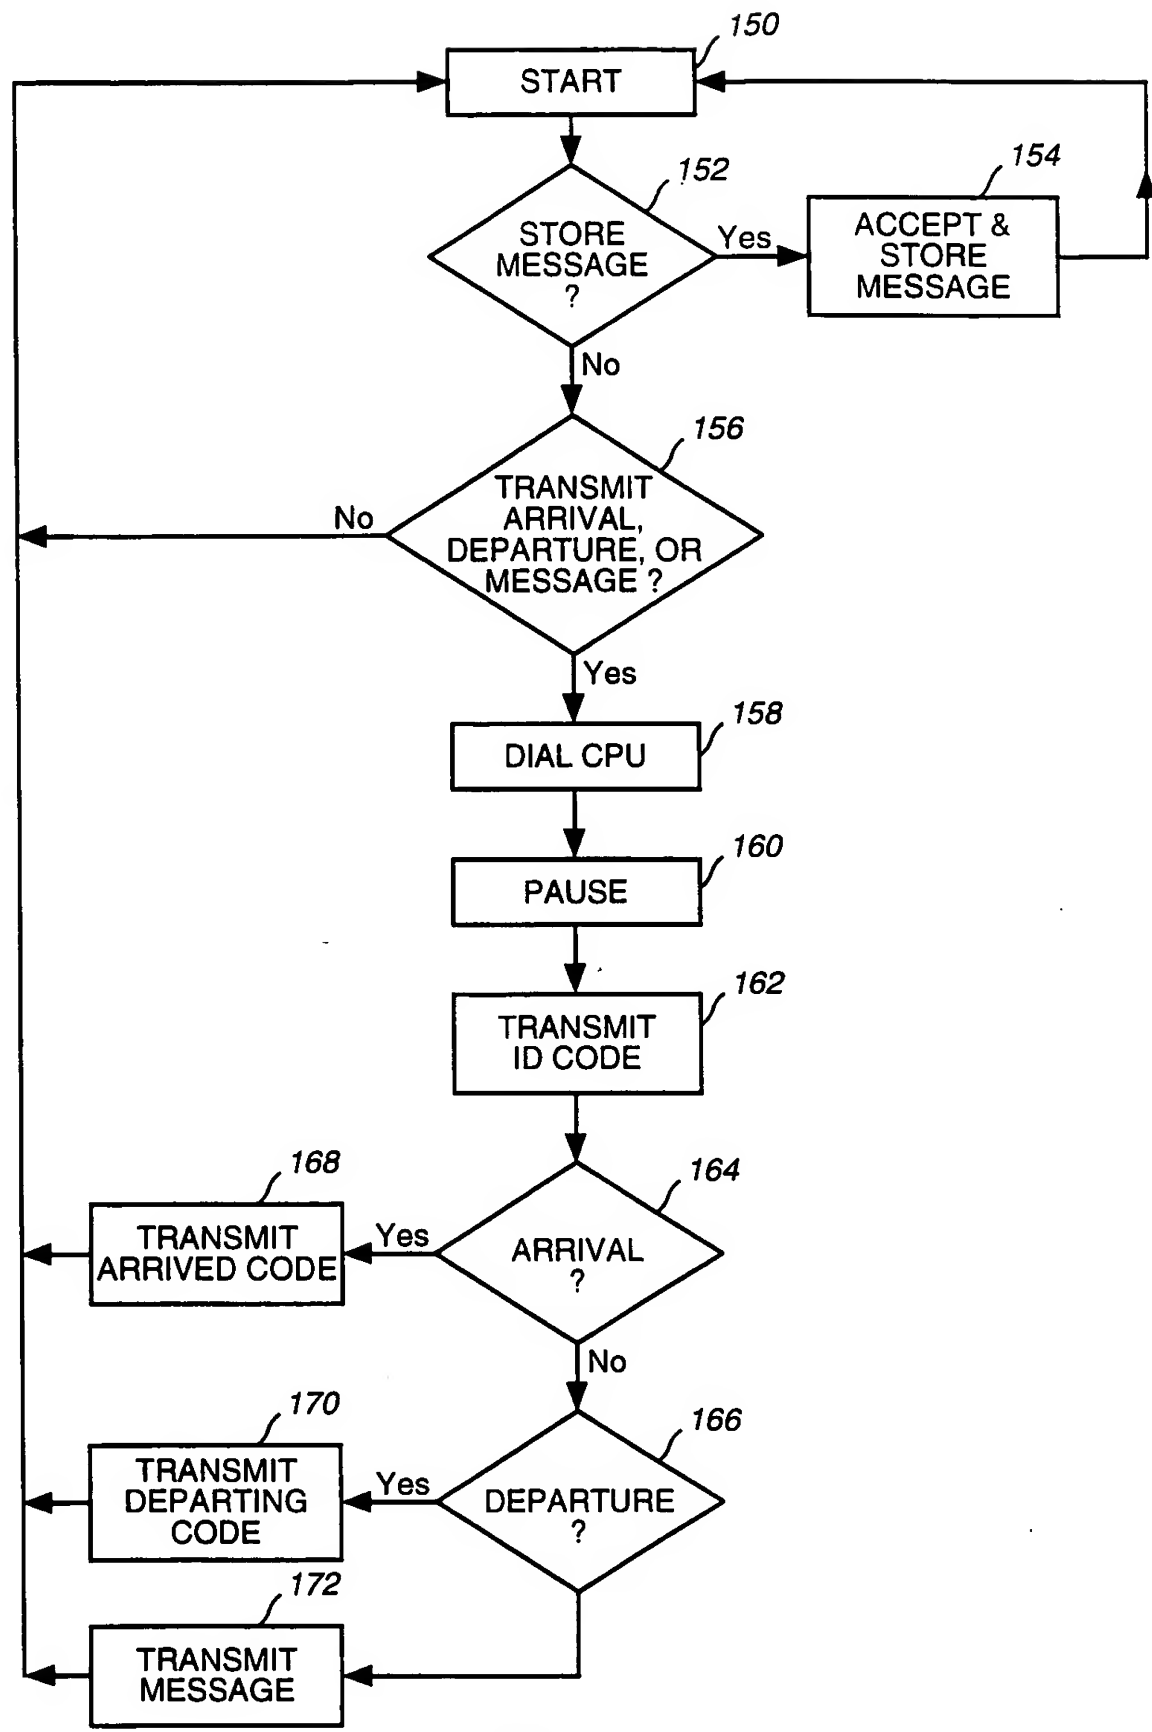 150
START
152
STORE
MESSAGE
?
Yes
154
ACCEPT &
STORE
MESSAGE
No
156
TRANSMIT
ARRIVAL,
DEPARTURE, OR
MESSAGE ?
No
Yes
158
DIAL CPU
160
PAUSE
162
TRANSMIT
ID CODE
164
ARRIVAL
?
Yes
168
TRANSMIT
ARRIVED CODE
No
166
DEPARTURE
?
Yes
170
TRANSMIT
DEPARTING
CODE
172
TRANSMIT
MESSAGE